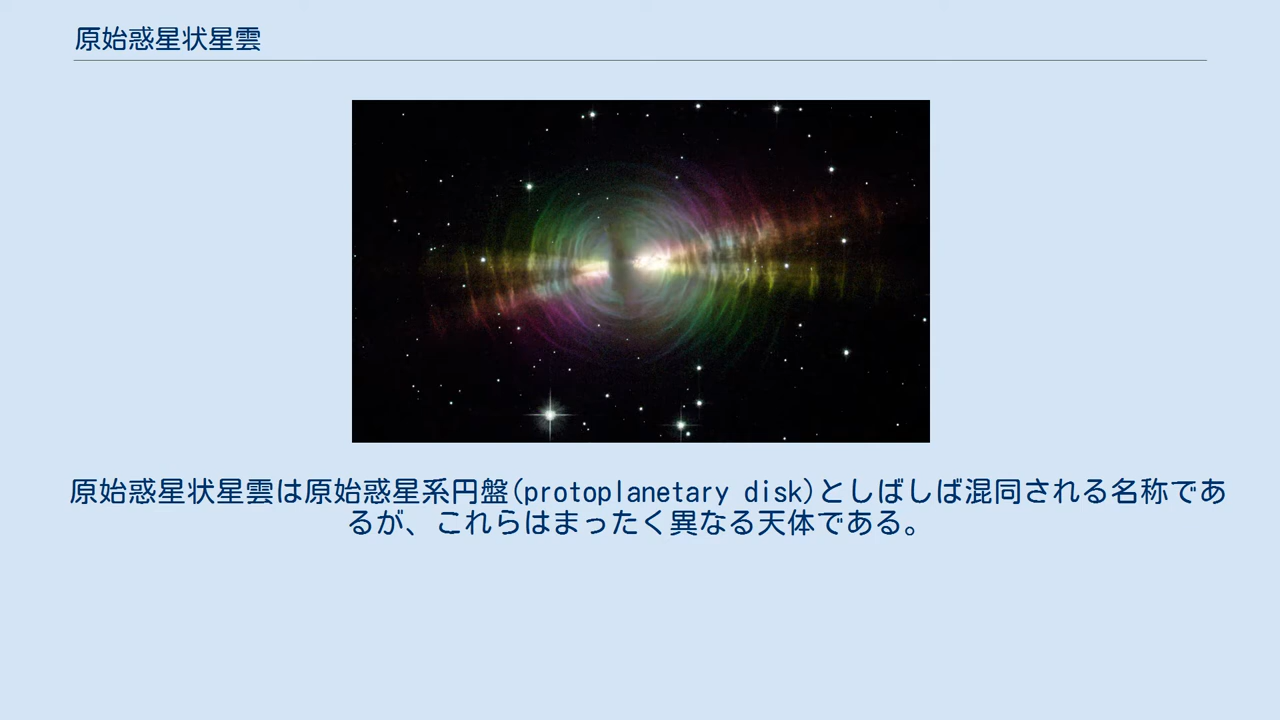 原始惑星状星雲
原始惑星状星雲は原始惑星系円盤(protoplanetary disk)としばしば混同される名称であ
るが、これらはまったく異なる天体である。